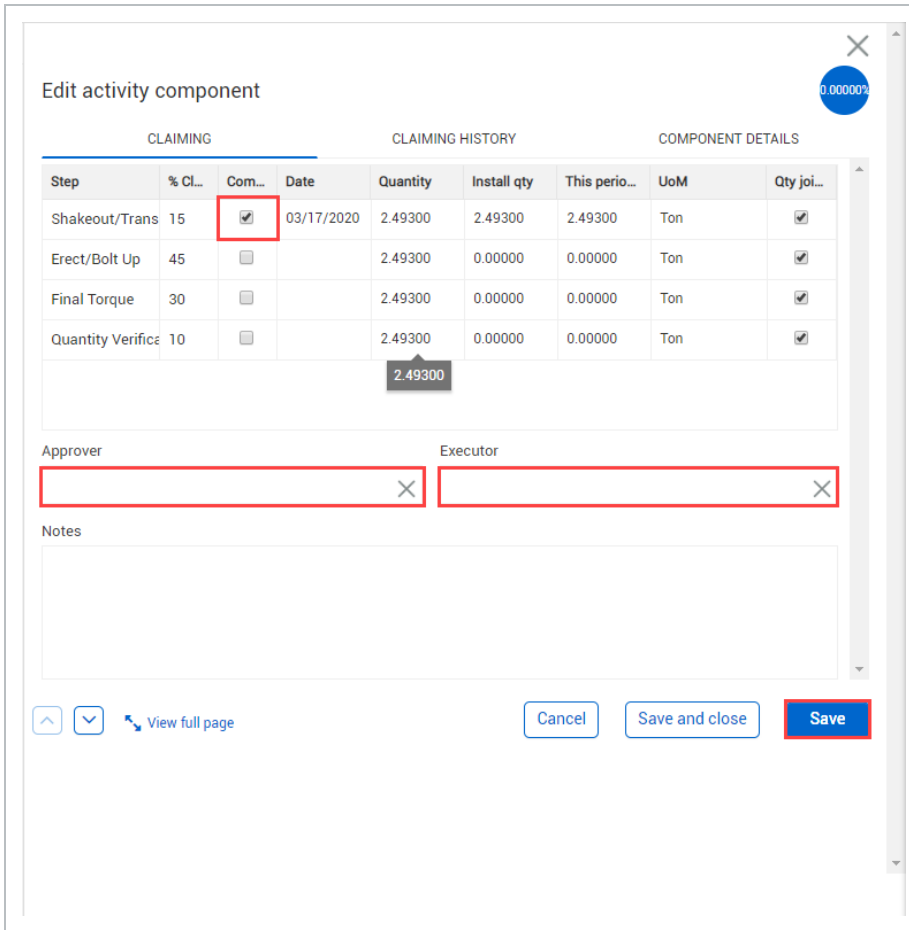 Edit activity component
0.00000%
CLAIMING CLAIMING HISTORY COMPONENT DETAILS
Step % Cl... Com... Date Quantity Install qty This perio... UoM Qty joi...
Shakeout/Trans 15 03/17/2020 2.49300 2.49300 2.49300 Ton
Erect/Bolt Up 45 2.49300 0.00000 0.00000 Ton
Final Torque 30 2.49300 0.00000 0.00000 Ton
Quantity Verifica 10 2.49300 0.00000 0.00000 Ton
2.49300
Approver Executor
Notes
View full page Cancel Save and close Save